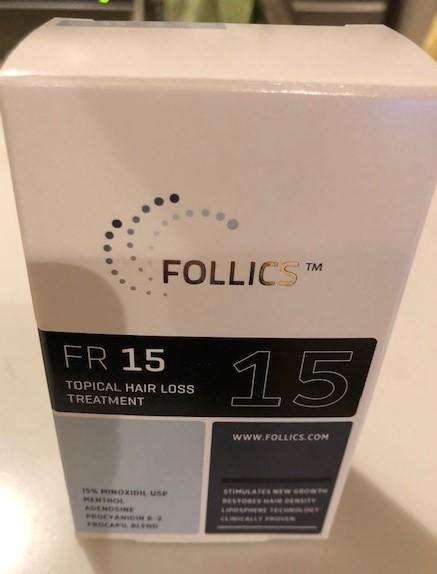 FOLLICS™
FR 15
15
TOPICAL HAIR LOSS
TREATMENT
15% MINOXIDIL USP
MENTHOL
ADENOSINE
PROCYANIDIN B-2
PROCAPIL BLEND
WWW.FOLLICS.COM
STIMULATES NEW GROWTH
RESTORES HAIR DENSITY
LIPOSPHERE TECHNOLOGY
CLINICALLY PROVEN